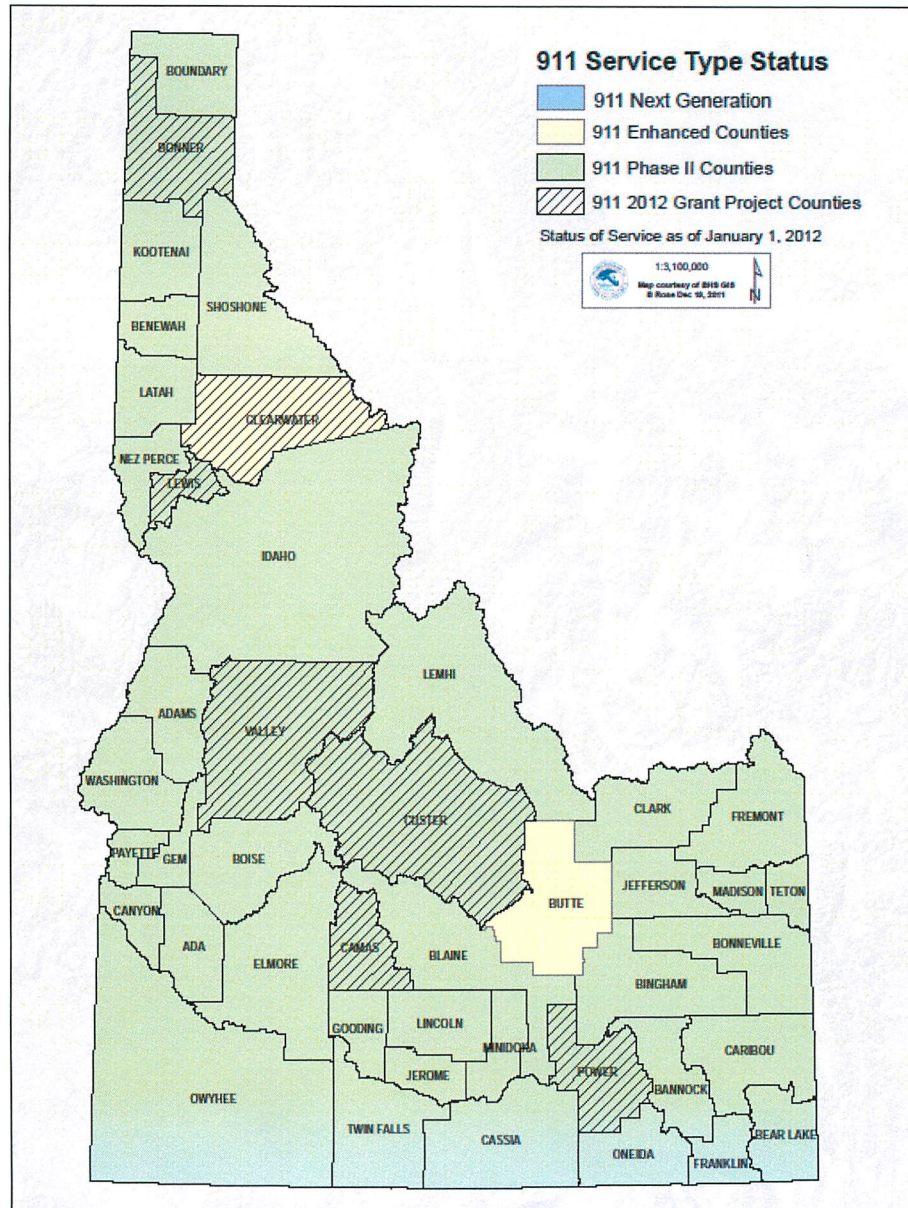 911 Service Type Status
911 Next Generation
911 Enhanced Counties
911 Phase II Counties
911 2012 Grant Project Counties
Status of Service as of January 1, 2012
1:3,100,000
Map courtesy of BHS GIS
B Rose Dec 19, 2011
N
BOUNDARY
BONNER
KOOTENAI
SHOSHONE
BENEWAH
LATAH
CLEARWATER
NEZ PERCE
LEWIS
IDAHO
LEMHI
ADAMS
VALLEY
WASHINGTON
CUSTER
CLARK
FREMONT
PAYETTE
GEM
BOISE
JEFFERSON
MADISON
TETON
CANYON
BUTTE
ADA
CAMAS
BLAINE
BONNEVILLE
ELMORE
BINGHAM
GOODING
LINCOLN
MINIDOKA
CARIBOU
JEROME
POWER
BANNOCK
OWYHEE
TWIN FALLS
CASSIA
ONEIDA
FRANKLIN
BEAR LAKE